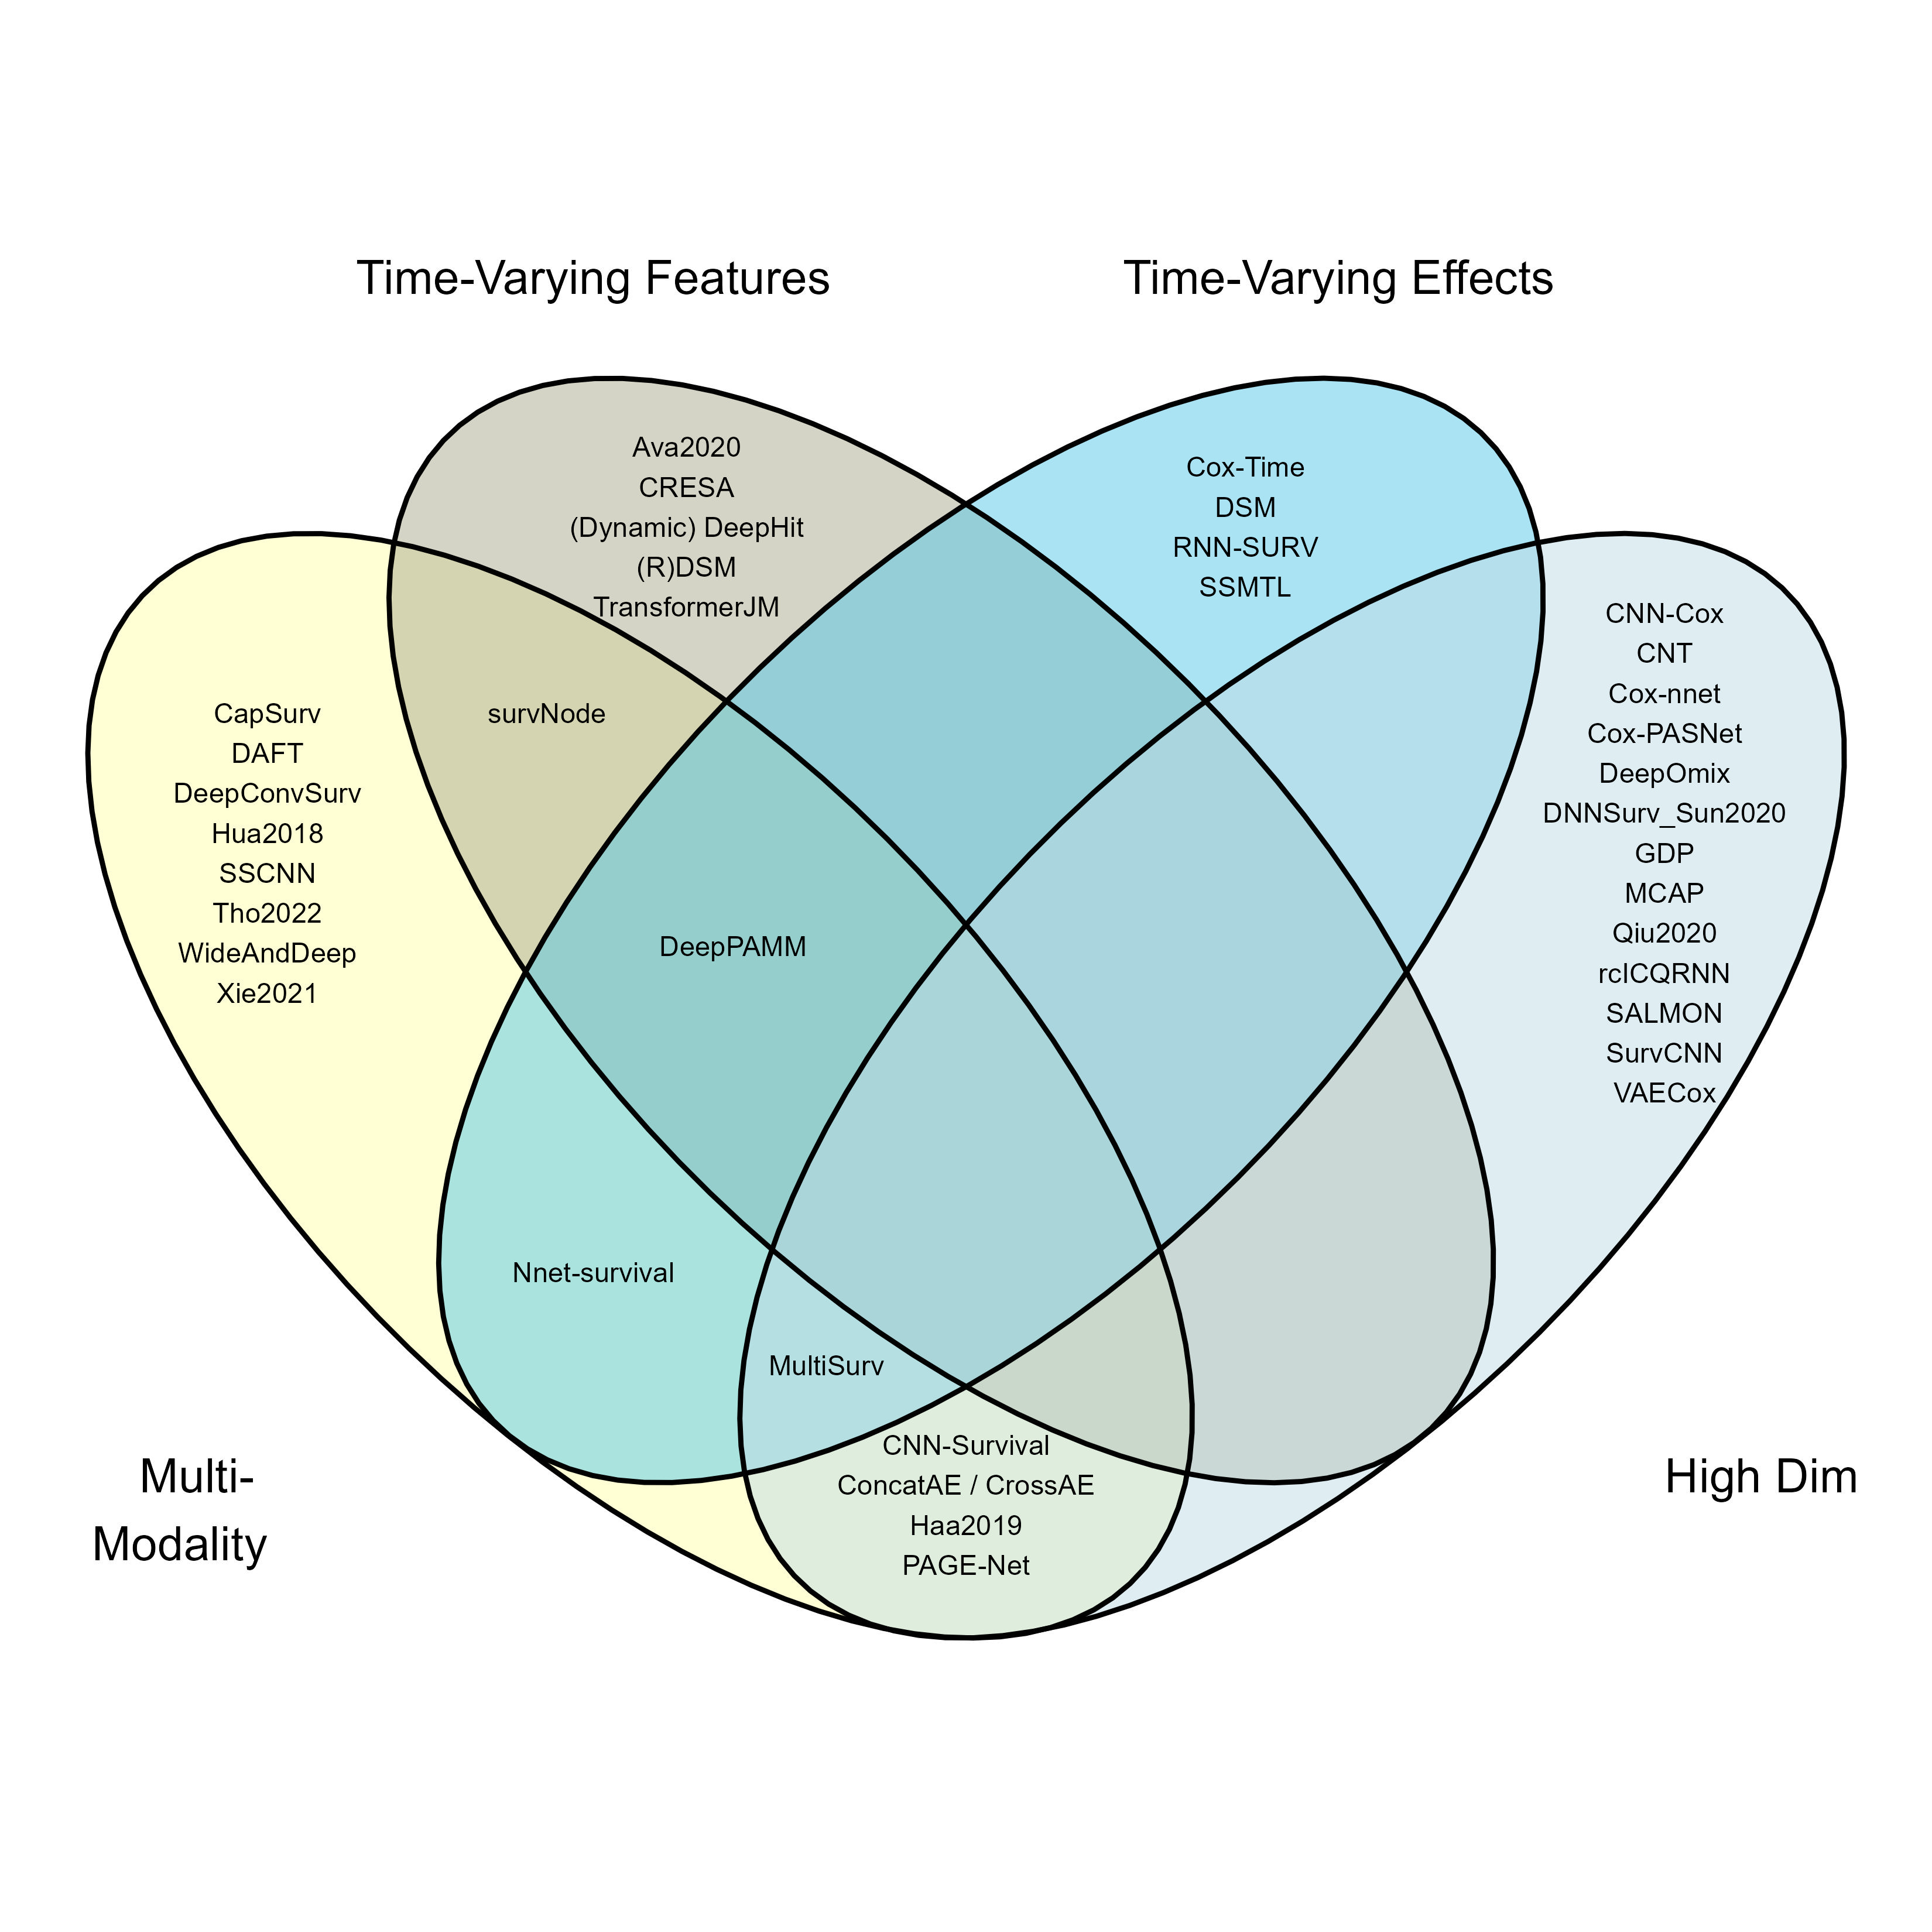 Time-Varying Features
Time-Varying Effects
Ava2020
CRESA
(Dynamic) DeepHit
(R)DSM
TransformerJM
Cox-Time
DSM
RNN-SURV
SSMTL
CNN-Cox
CNT
Cox-nnet
Cox-PASNet
DeepOmix
DNNSurv_Sun2020
GDP
MCAP
Qiu2020
rcICQRNN
SALMON
SurvCNN
VAECox
CapSurv
DAFT
DeepConvSurv
Hua2018
SSCNN
Tho2022
WideAndDeep
Xie2021
survNode
DeepPAMM
Nnet-survival
MultiSurv
CNN-Survival
ConcatAE / CrossAE
Haa2019
PAGE-Net
Multi-
Modality
High Dim